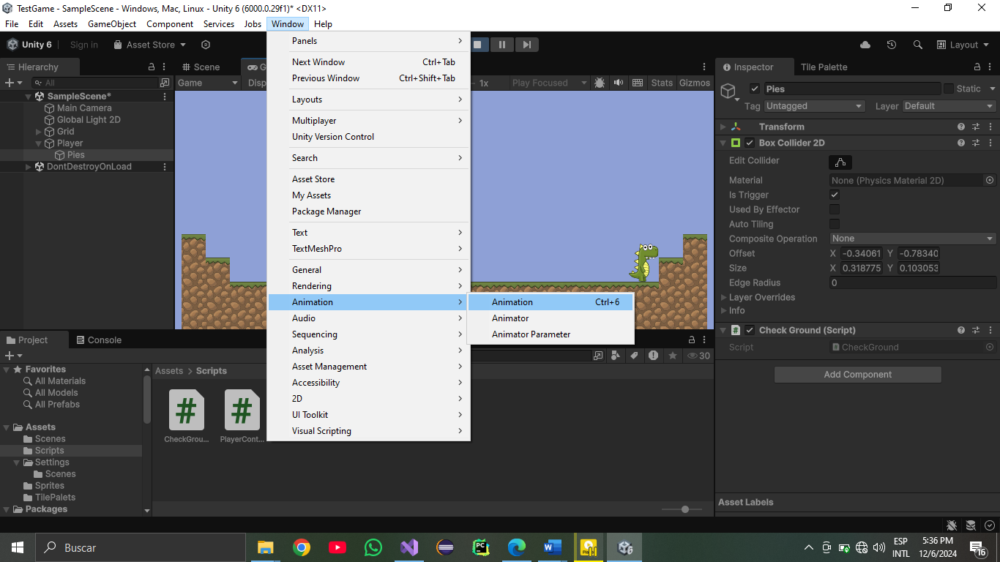 TestGame - SampleScene - Windows, Mac, Linux - Unity 6 (6000.0.29f1)* <DX11>
File Edit Assets GameObject Component Services Jobs Window Help
Unity 6 Sign in Asset Store Layout
Hierarchy
All
SampleScene*
Main Camera
Global Light 2D
Grid
Player
Pies
DontDestroyOnLoad
Scene G
Game Disp 1x Play Focused Stats Gizmos
Panels
Next Window Ctrl+Tab
Previous Window Ctrl+Shift+Tab
Layouts
Multiplayer
Unity Version Control
Search
Asset Store
My Assets
Package Manager
Text
TextMeshPro
General
Rendering
Animation
Audio
Sequencing
Analysis
Asset Management
Accessibility
2D
UI Toolkit
Visual Scripting
Animation Ctrl+6
Animator
Animator Parameter
Inspector Tile Palette
Pies Static
Tag Untagged Layer Default
Transform
Box Collider 2D
Edit Collider
Material None (Physics Material 2D)
Is Trigger
Used By Effector
Auto Tiling
Composite Operation None
Offset X -0.34061 Y -0.78340
Size X 0.318775 Y 0.103053
Edge Radius 0
Layer Overrides
Info
# Check Ground (Script)
Script CheckGround
Add Component
Asset Labels
Project Console
30
Favorites
All Materials
All Models
All Prefabs
Assets
Scenes
Scripts
Settings
Scenes
Sprites
TilePalets
Packages
Assets > Scripts
# #
CheckGrou... PlayerCont...
Buscar
PC
W
6
ESP
INTL
5:36 PM
12/6/2024
16